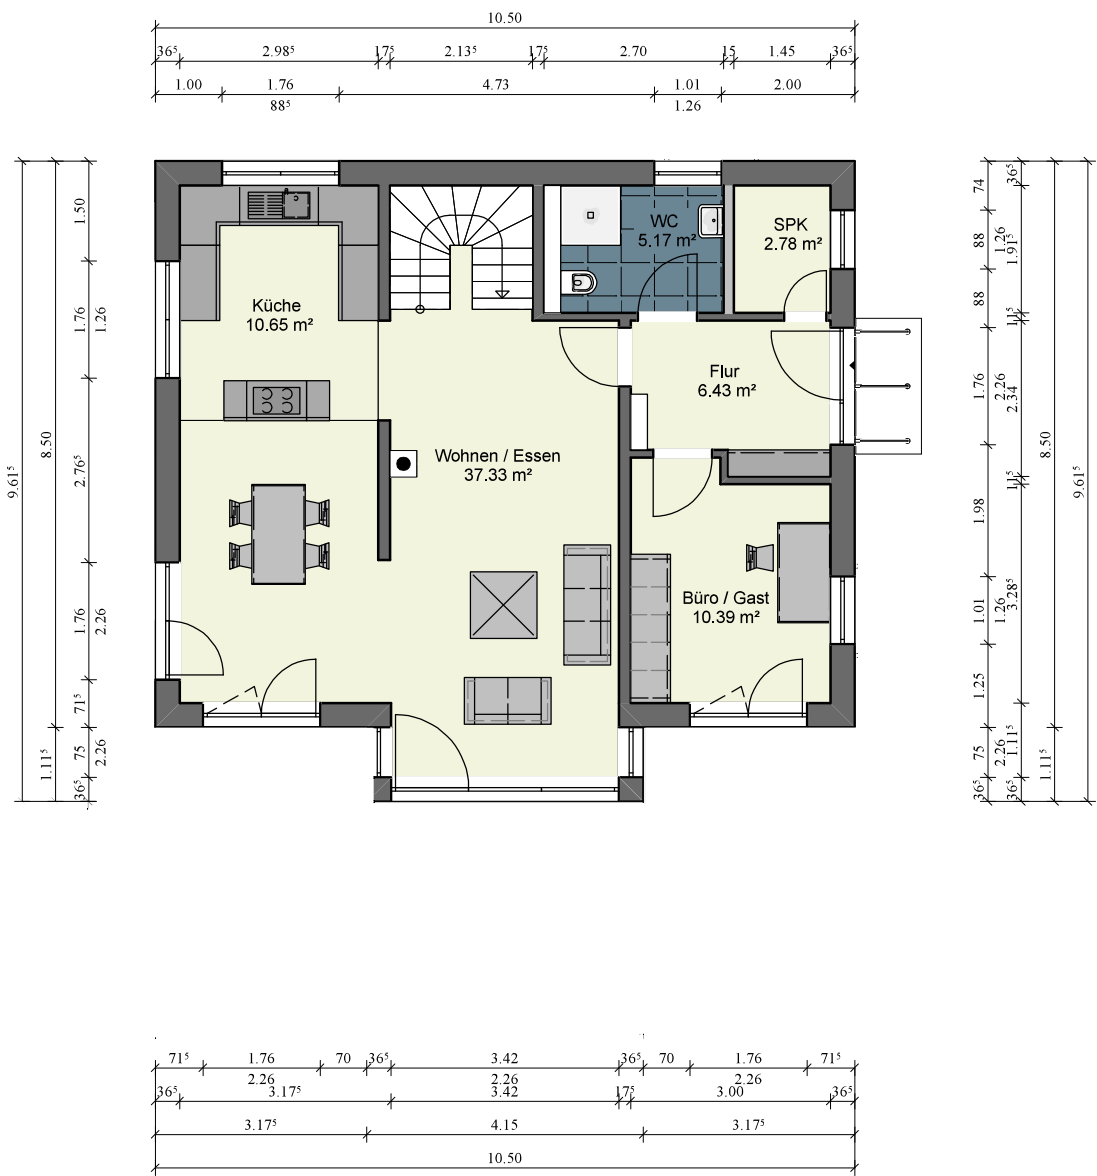 10.50
36⁵ 2.98⁵ 17⁵ 2.13⁵ 17⁵ 2.70 15 1.45 36⁵
1.00 1.76 4.73 1.01 2.00
88⁵ 1.26
9.61⁵
8.50 1.11⁵
1.50 1.76 2.76⁵ 1.76 71⁵ 75 36⁵
1.26 2.26 2.26
Küche
10.65 m²
WC
5.17 m²
SPK
2.78 m²
Flur
6.43 m²
Wohnen / Essen
37.33 m²
Büro / Gast
10.39 m²
74 88 88 1.76 1.98 1.01 1.25 75 36⁵
1.26 2.26 1.26 2.26
36⁵ 1.91⁵ 11⁵ 2.34 11⁵ 3.28⁵ 1.11⁵ 36⁵
8.50 1.11⁵
9.61⁵
71⁵ 1.76 70 36⁵ 3.42 36⁵ 70 1.76 71⁵
2.26 2.26 2.26
36⁵ 3.17⁵ 3.42 17⁵ 3.00 36⁵
3.17⁵ 4.15 3.17⁵
10.50